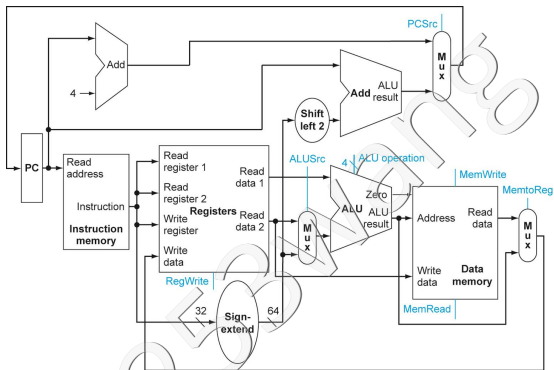 PCSrc
Add
4
M
u
x
Add
ALU
result
Shift
left 2
PC
Read
address
Instruction
Instruction
memory
Read
register 1
Read
register 2
Write
register
Write
data
Registers
Read
data 1
Read
data 2
RegWrite
ALUSrc
M
u
x
4
ALU operation
Zero
ALU
ALU
result
MemWrite
Address
Read
data
Write
data
Data
memory
MemRead
MemtoReg
M
u
x
32
Sign-
extend
64